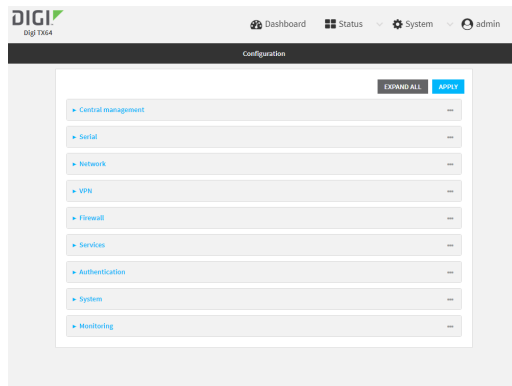 DIGI.
Digi TX64
Dashboard Status System admin
Configuration
EXPAND ALL APPLY
Central management
Serial
Network
VPN
Firewall
Services
Authentication
System
Monitoring